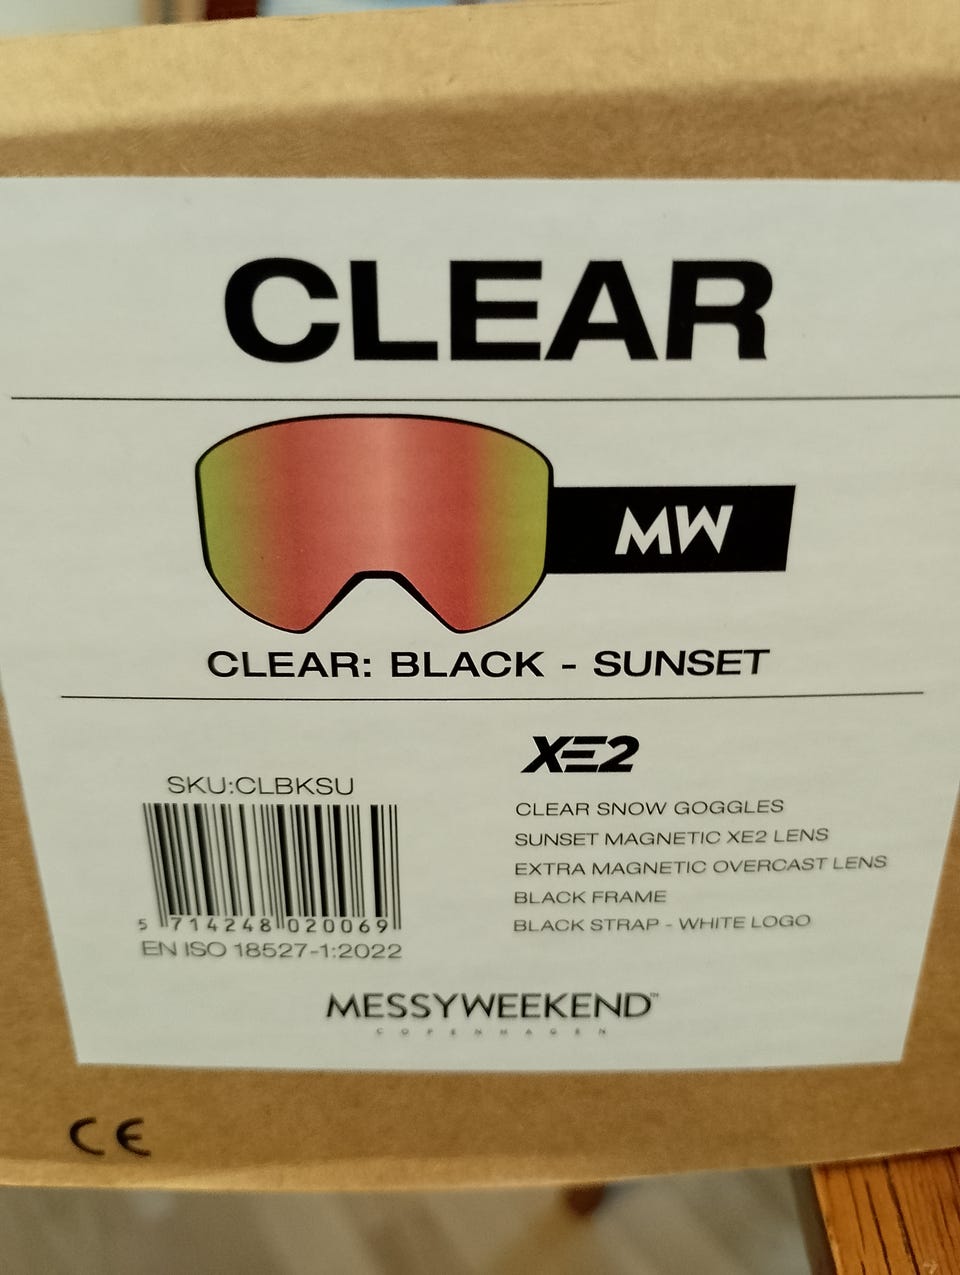 CLEAR
MW
CLEAR: BLACK - SUNSET
XE2
SKU:CLBKSU
CLEAR SNOW GOGGLES
SUNSET MAGNETIC XE2 LENS
EXTRA MAGNETIC OVERCAST LENS
BLACK FRAME
BLACK STRAP - WHITE LOGO
5 714248 020069
EN ISO 18527-1:2022
MESSYWEEKEND™
COPENHAGEN
CE